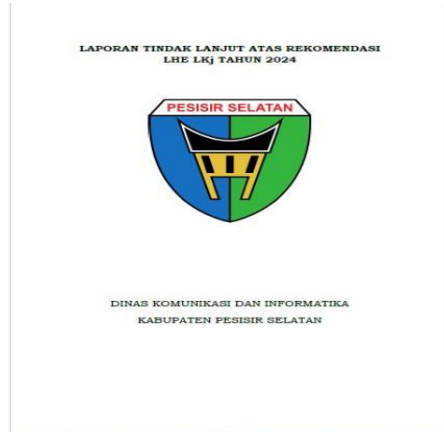 LAPORAN TINDAK LANJUT ATAS REKOMENDASI
LHE LKj TAHUN 2024
PESISIR SELATAN
DINAS KOMUNIKASI DAN INFORMATIKA
KABUPATEN PESISIR SELATAN